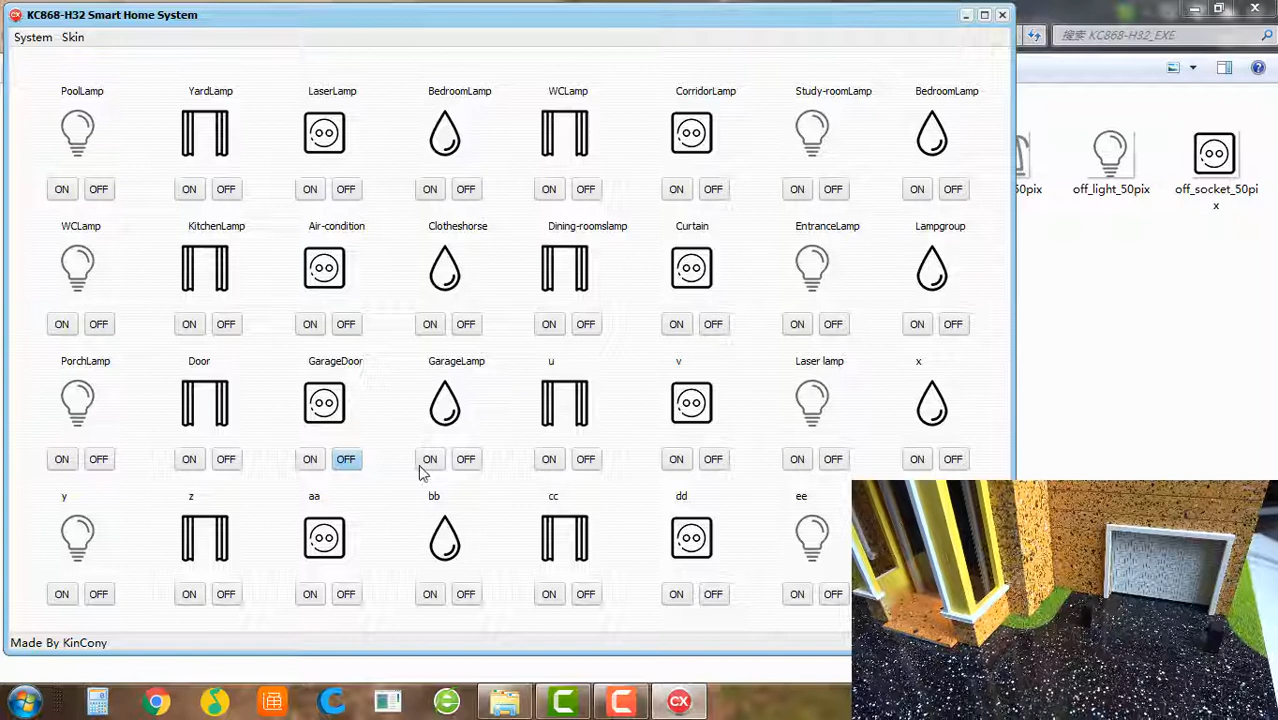 KC868-H32 Smart Home System
System Skin
搜索 KC868-H32_EXE
PoolLamp YardLamp LaserLamp BedroomLamp WCLamp CorridorLamp Study-roomLamp BedroomLamp
ON OFF ON OFF ON OFF ON OFF ON OFF ON OFF ON OFF ON OFF
50pix off_light_50pix off_socket_50pi
x
WCLamp KitchenLamp Air-condition Clotheshorse Dining-roomslamp Curtain EntranceLamp Lampgroup
ON OFF ON OFF ON OFF ON OFF ON OFF ON OFF ON OFF ON OFF
PorchLamp Door GarageDoor GarageLamp u v Laser lamp x
ON OFF ON OFF ON OFF ON OFF ON OFF ON OFF ON OFF ON OFF
y z aa bb cc dd ee
ON OFF ON OFF ON OFF ON OFF ON OFF ON OFF ON OFF
Made By KinCony